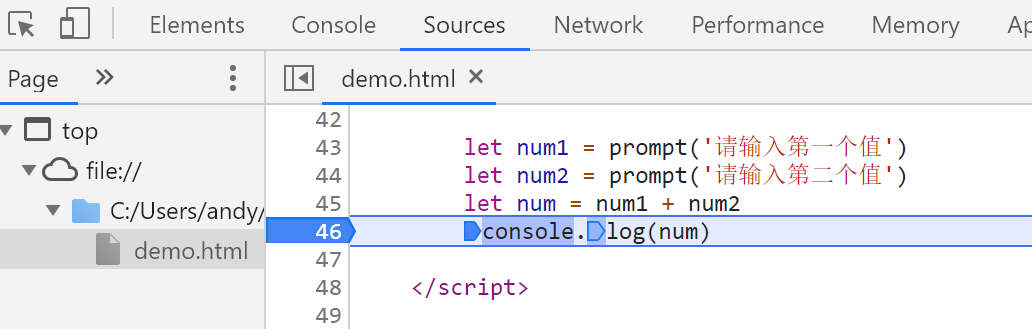 Elements Console Sources Network Performance Memory Ap
Page demo.html
top
file://
C:/Users/andy/
demo.html
42
43 let num1 = prompt('请输入第一个值')
44 let num2 = prompt('请输入第二个值')
45 let num = num1 + num2
46 console.log(num)
47
48 </script>
49